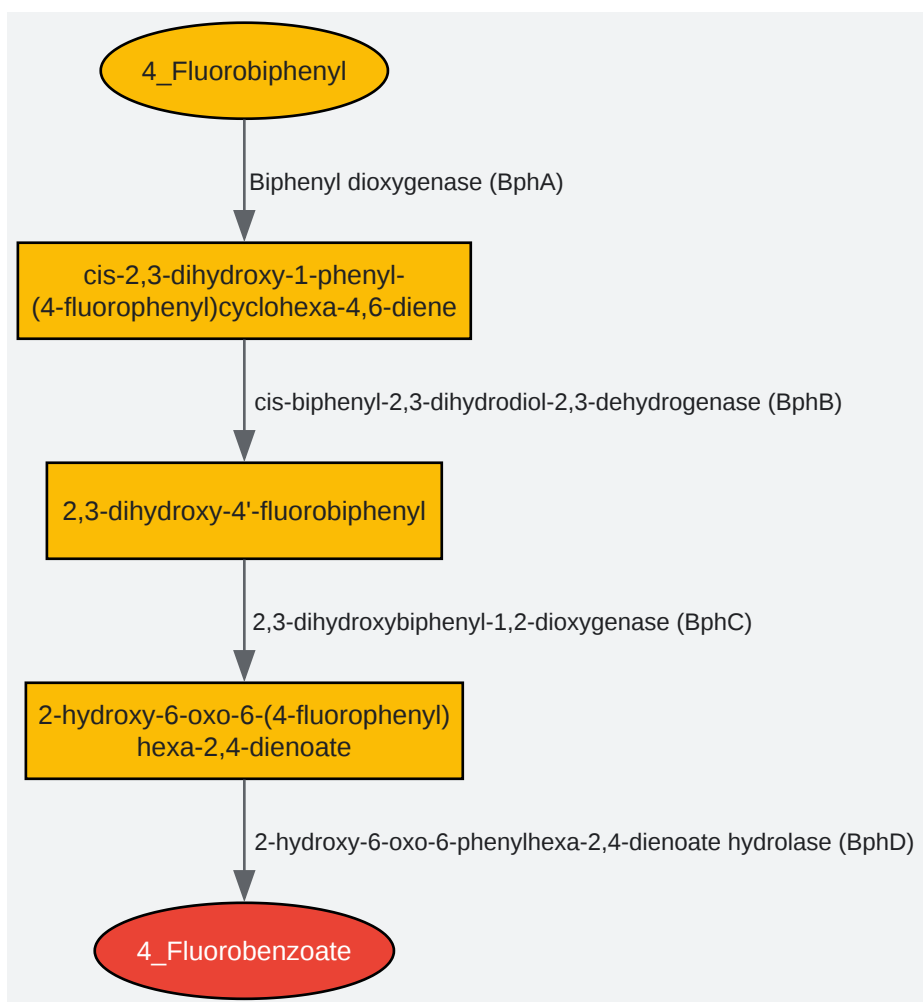 4_Fluorobiphenyl
Biphenyl dioxygenase (BphA)
cis-2,3-dihydroxy-1-phenyl-
(4-fluorophenyl)cyclohexa-4,6-diene
cis-biphenyl-2,3-dihydrodiol-2,3-dehydrogenase (BphB)
2,3-dihydroxy-4'-fluorobiphenyl
2,3-dihydroxybiphenyl-1,2-dioxygenase (BphC)
2-hydroxy-6-oxo-6-(4-fluorophenyl)
hexa-2,4-dienoate
2-hydroxy-6-oxo-6-phenylhexa-2,4-dienoate hydrolase (BphD)
4_Fluorobenzoate